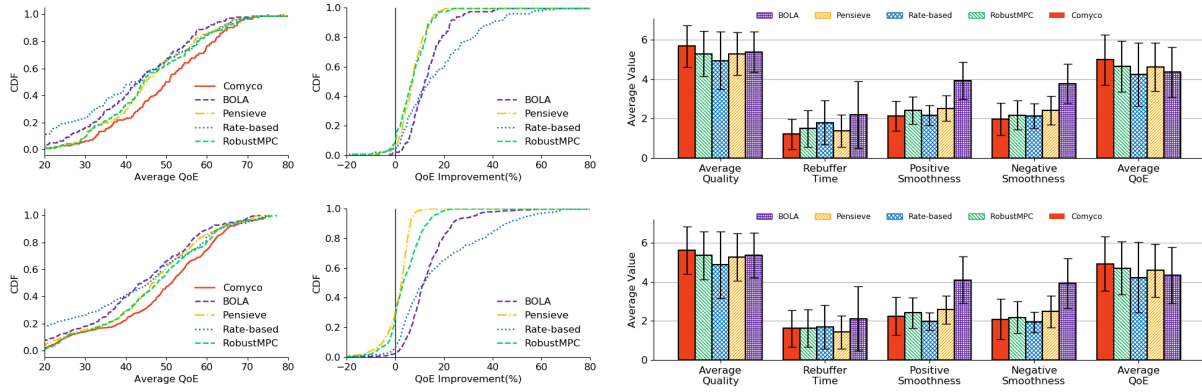 1.0
0.8
0.6
0.4
0.2
0.0
CDF
Comyco
BOLA
Pensieve
Rate-based
RobustMPC
20 30 40 50 60 70 80
Average QoE
1.0
0.8
0.6
0.4
0.2
0.0
CDF
BOLA
Pensieve
Rate-based
RobustMPC
−20 0 20 40 60 80
QoE Improvement(%)
BOLA Pensieve Rate-based RobustMPC Comyco
6
4
2
0
Average Value
Average Quality
Rebuffer Time
Positive Smoothness
Negative Smoothness
Average QoE
1.0
0.8
0.6
0.4
0.2
0.0
CDF
Comyco
BOLA
Pensieve
Rate-based
RobustMPC
20 30 40 50 60 70 80
Average QoE
1.0
0.8
0.6
0.4
0.2
0.0
CDF
BOLA
Pensieve
Rate-based
RobustMPC
−20 0 20 40 60 80
QoE Improvement(%)
BOLA Pensieve Rate-based RobustMPC Comyco
6
4
2
0
Average Value
Average Quality
Rebuffer Time
Positive Smoothness
Negative Smoothness
Average QoE